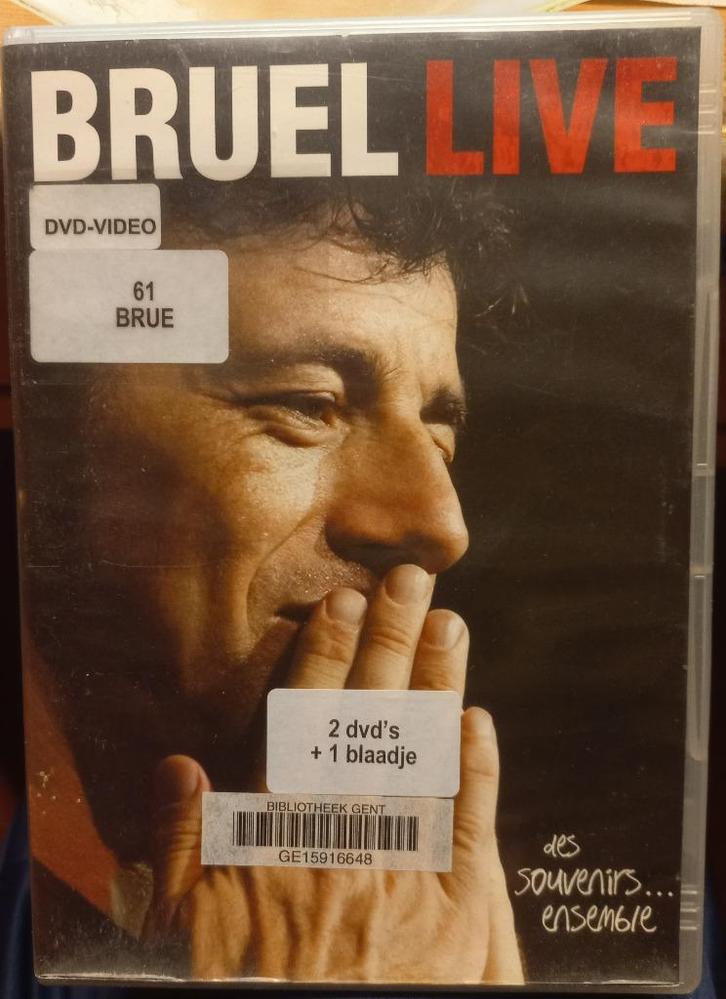 BRUEL LIVE
DVD-VIDEO
61
BRUE
2 dvd's
+ 1 blaadje
BIBLIOTHEEK GENT
GE15916648
des
souvenirs...
ensemble